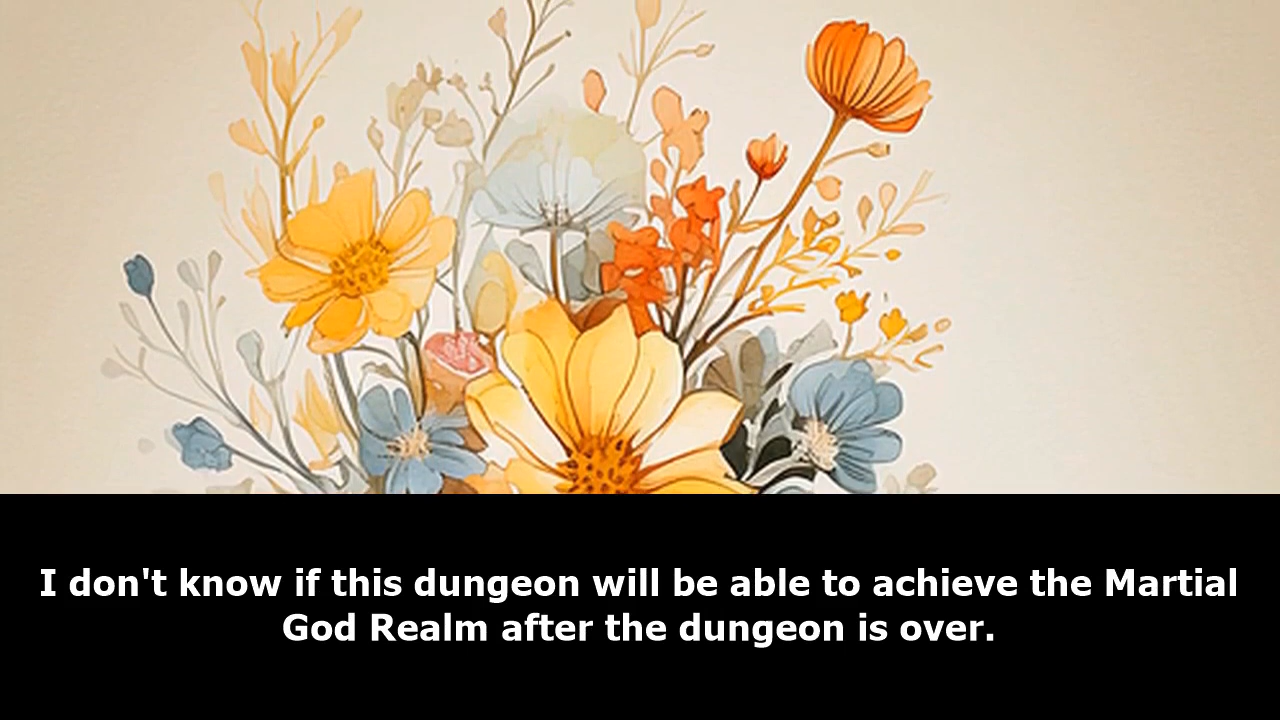 I don't know if this dungeon will be able to achieve the Martial
God Realm after the dungeon is over.